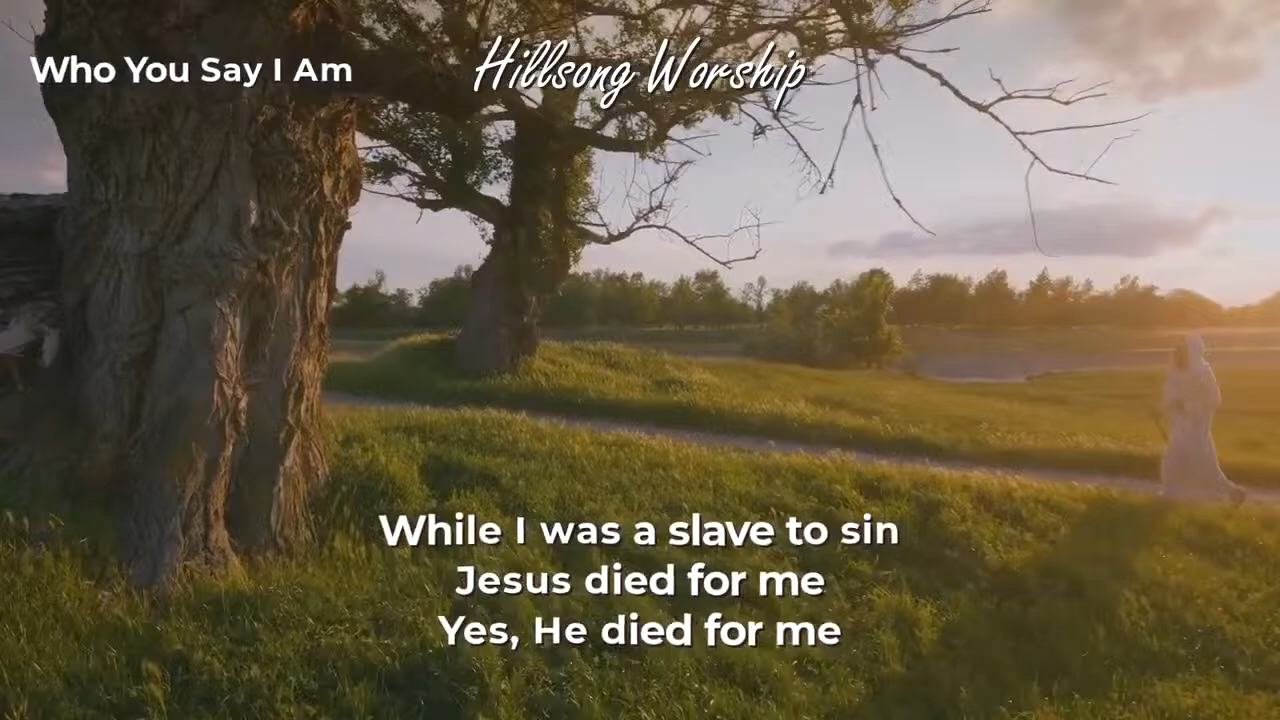 Who You Say I Am
Hillsong Worship
While I was a slave to sin
Jesus died for me
Yes, He died for me